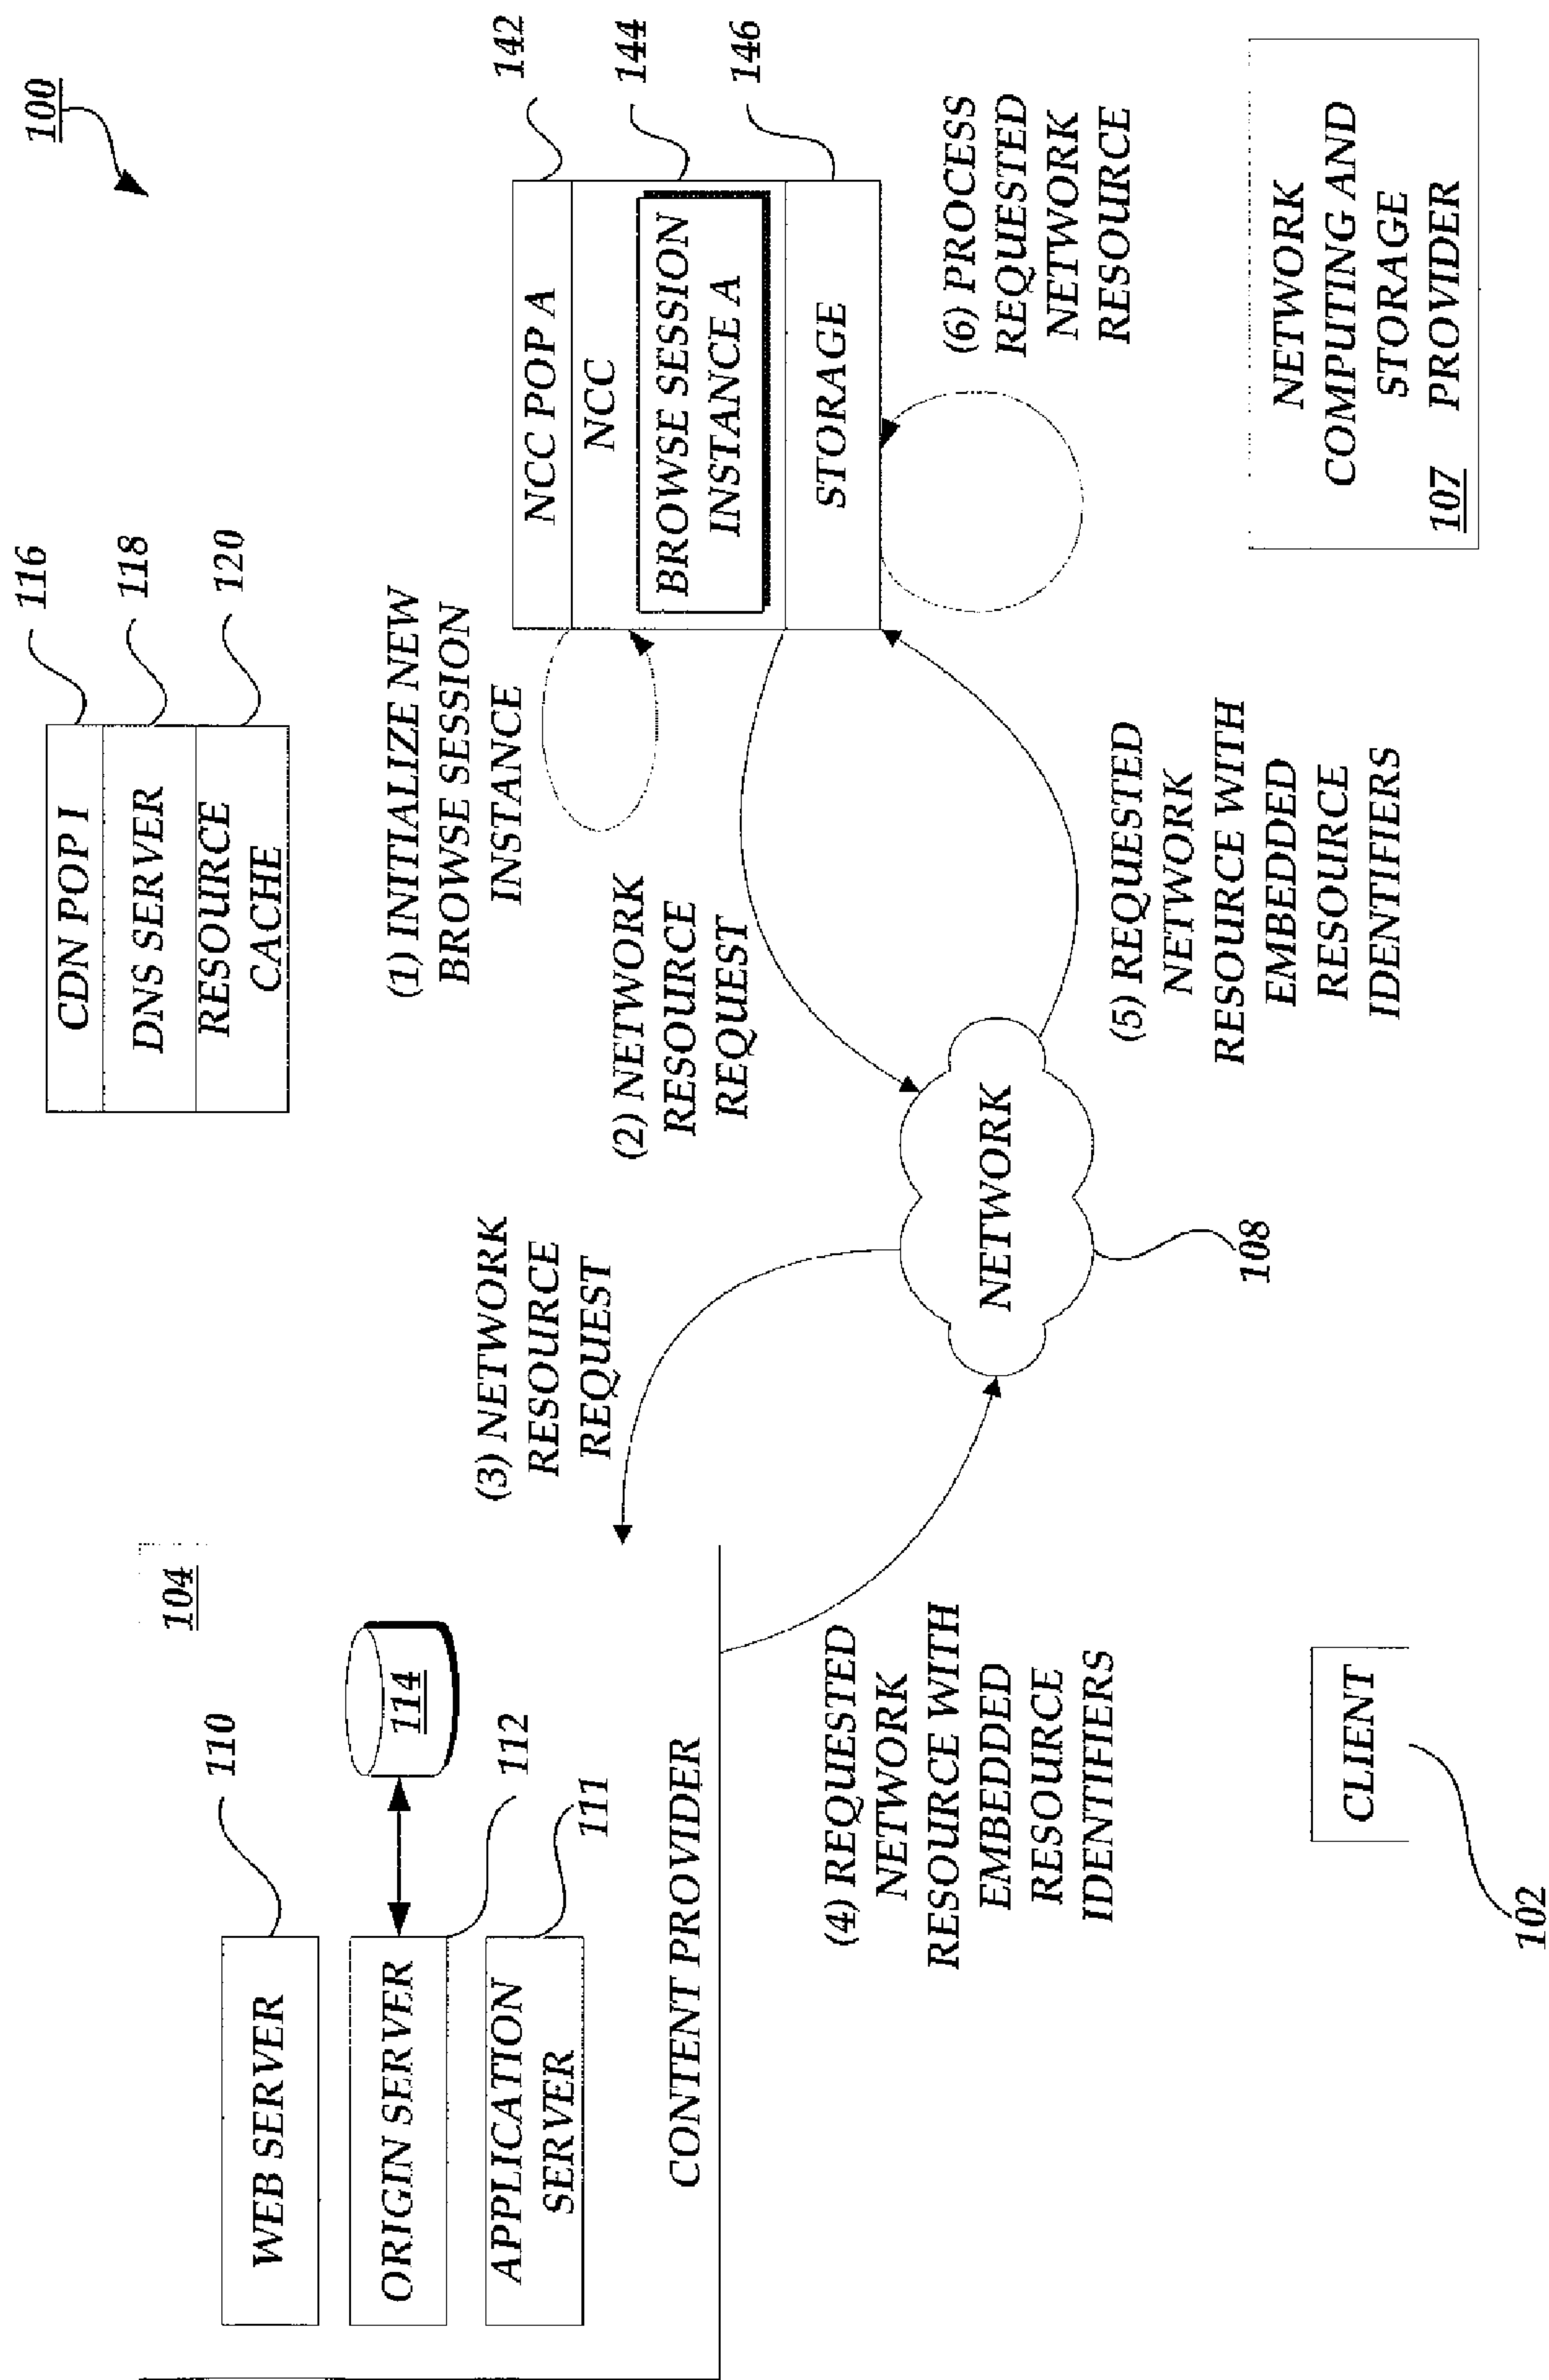 100
CDN POP I
DNS SERVER
RESOURCE
CACHE
116
118
120
104
WEB SERVER
110
ORIGIN SERVER
112
114
APPLICATION
SERVER
111
CONTENT PROVIDER
(1) INITIALIZE NEW
BROWSE SESSION
INSTANCE
(2) NETWORK
RESOURCE
REQUEST
(3) NETWORK
RESOURCE
REQUEST
NCC POP A
NCC
BROWSE SESSION
INSTANCE A
STORAGE
142
144
146
(4) REQUESTED
NETWORK
RESOURCE WITH
EMBEDDED
RESOURCE
IDENTIFIERS
NETWORK
108
(5) REQUESTED
NETWORK
RESOURCE WITH
EMBEDDED
RESOURCE
IDENTIFIERS
(6) PROCESS
REQUESTED
NETWORK
RESOURCE
CLIENT
102
NETWORK
COMPUTING AND
STORAGE
PROVIDER
107